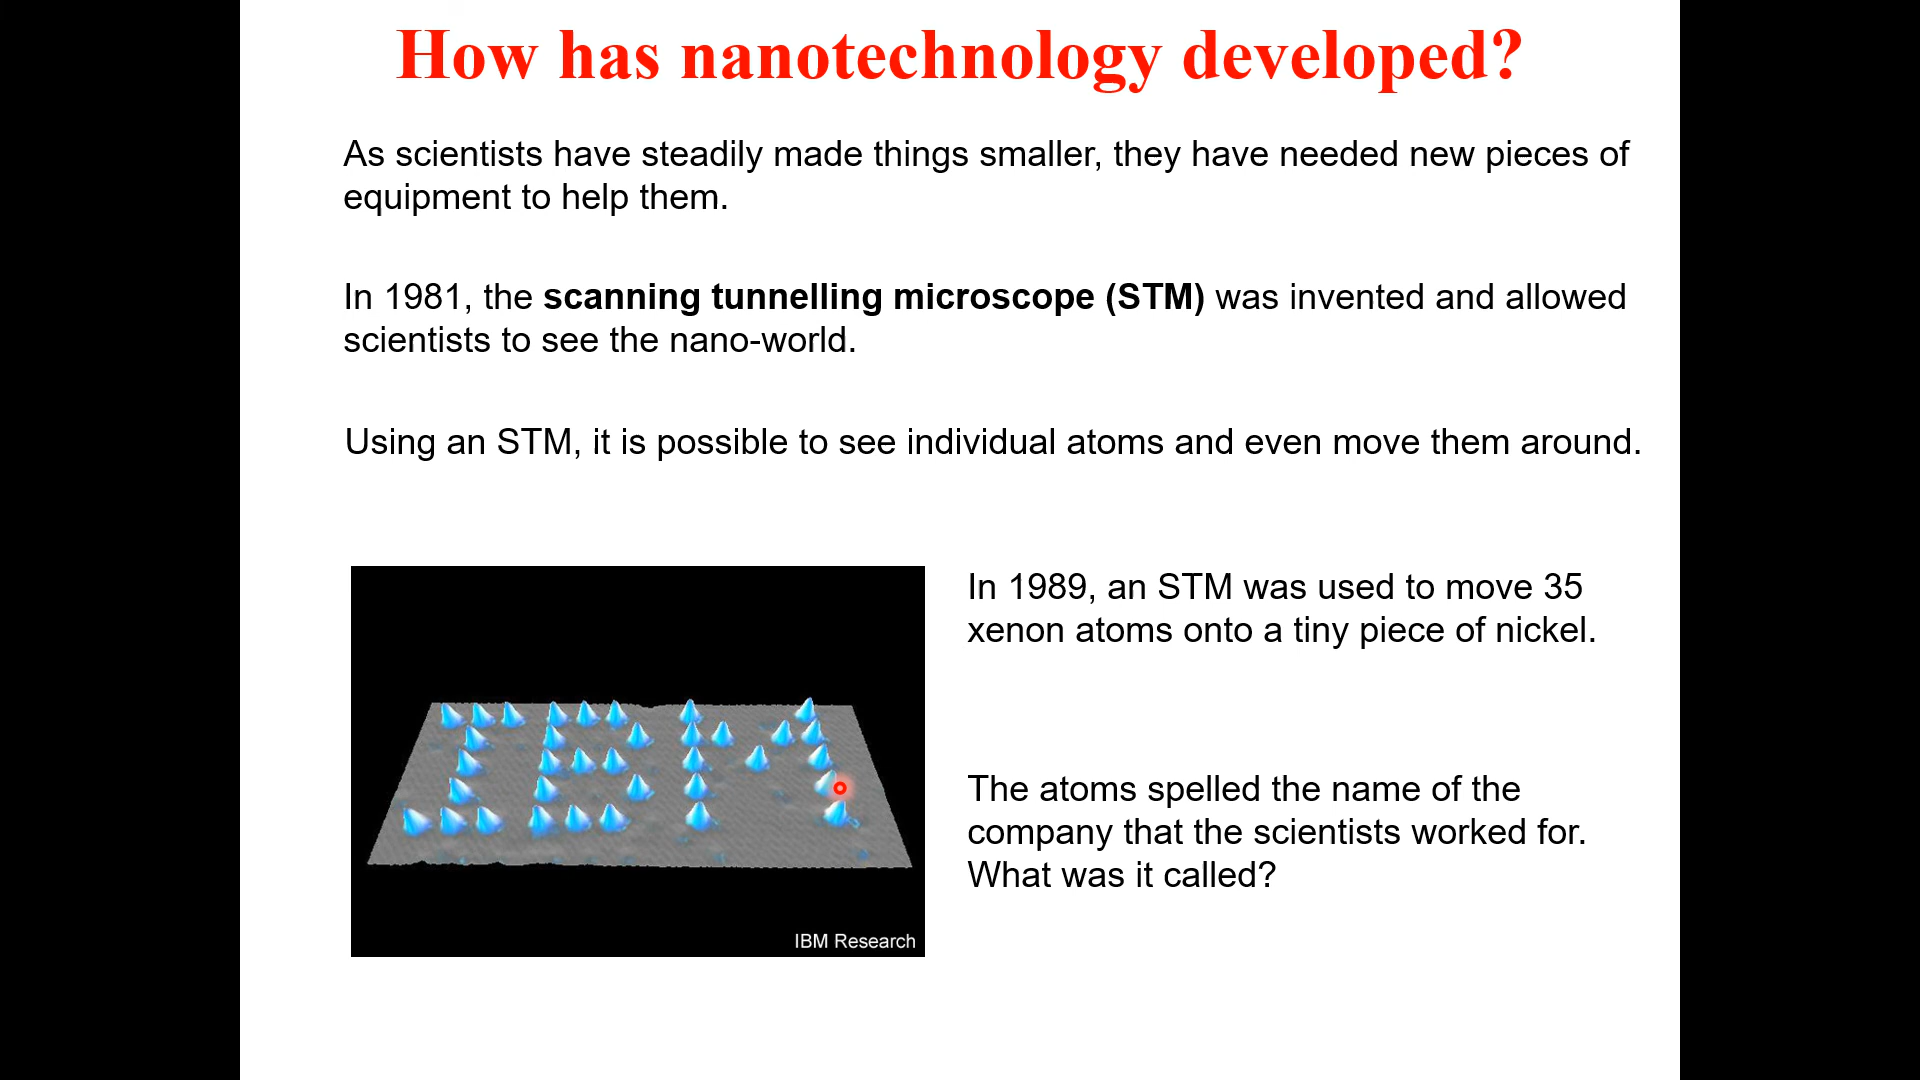 How has nanotechnology developed?
As scientists have steadily made things smaller, they have needed new pieces of
equipment to help them.
In 1981, the scanning tunnelling microscope (STM) was invented and allowed
scientists to see the nano-world.
Using an STM, it is possible to see individual atoms and even move them around.
In 1989, an STM was used to move 35
xenon atoms onto a tiny piece of nickel.
The atoms spelled the name of the
company that the scientists worked for.
What was it called?
IBM
IBM Research